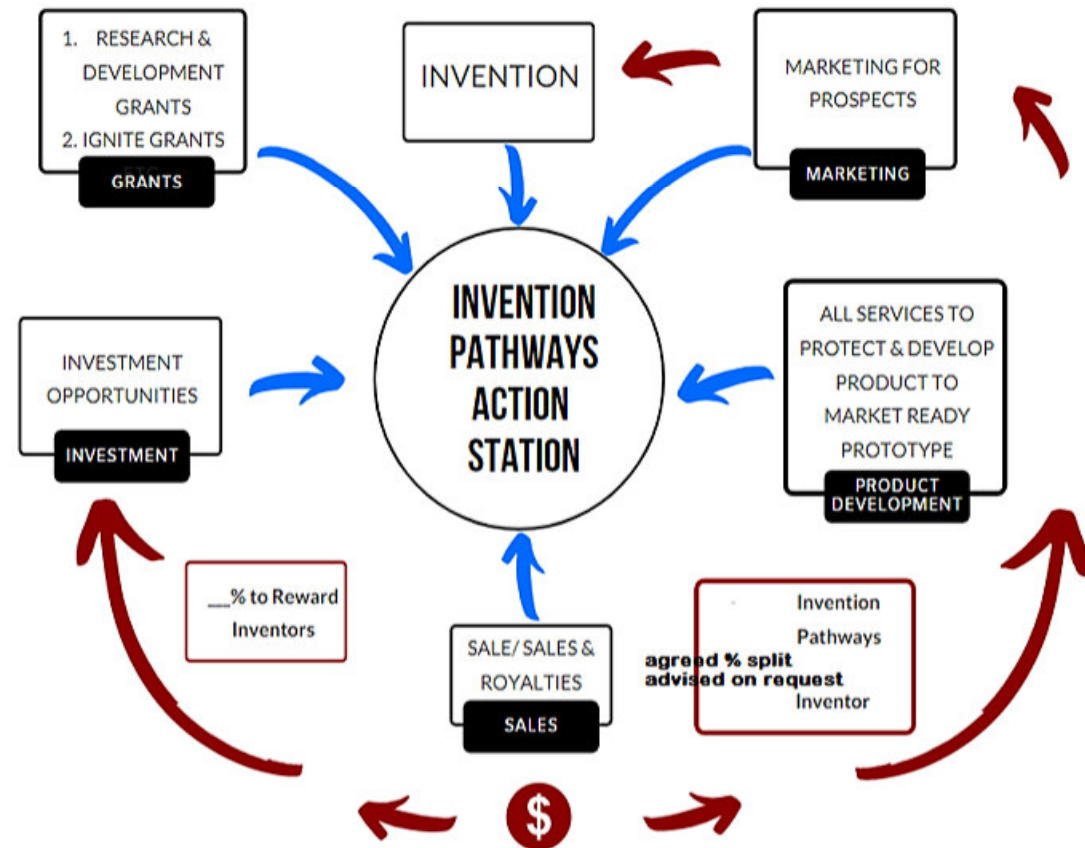 1. RESEARCH &
DEVELOPMENT
GRANTS
2. IGNITE GRANTS
GRANTS
INVENTION
MARKETING FOR
PROSPECTS
MARKETING
INVENTION
PATHWAYS
ACTION
STATION
INVESTMENT
OPPORTUNITIES
INVESTMENT
ALL SERVICES TO
PROTECT & DEVELOP
PRODUCT TO
MARKET READY
PROTOTYPE
PRODUCT
DEVELOPMENT
__% to Reward
Inventors
SALE/ SALES &
ROYALTIES
SALES
Invention
Pathways
agreed % split
advised on request
Inventor
$